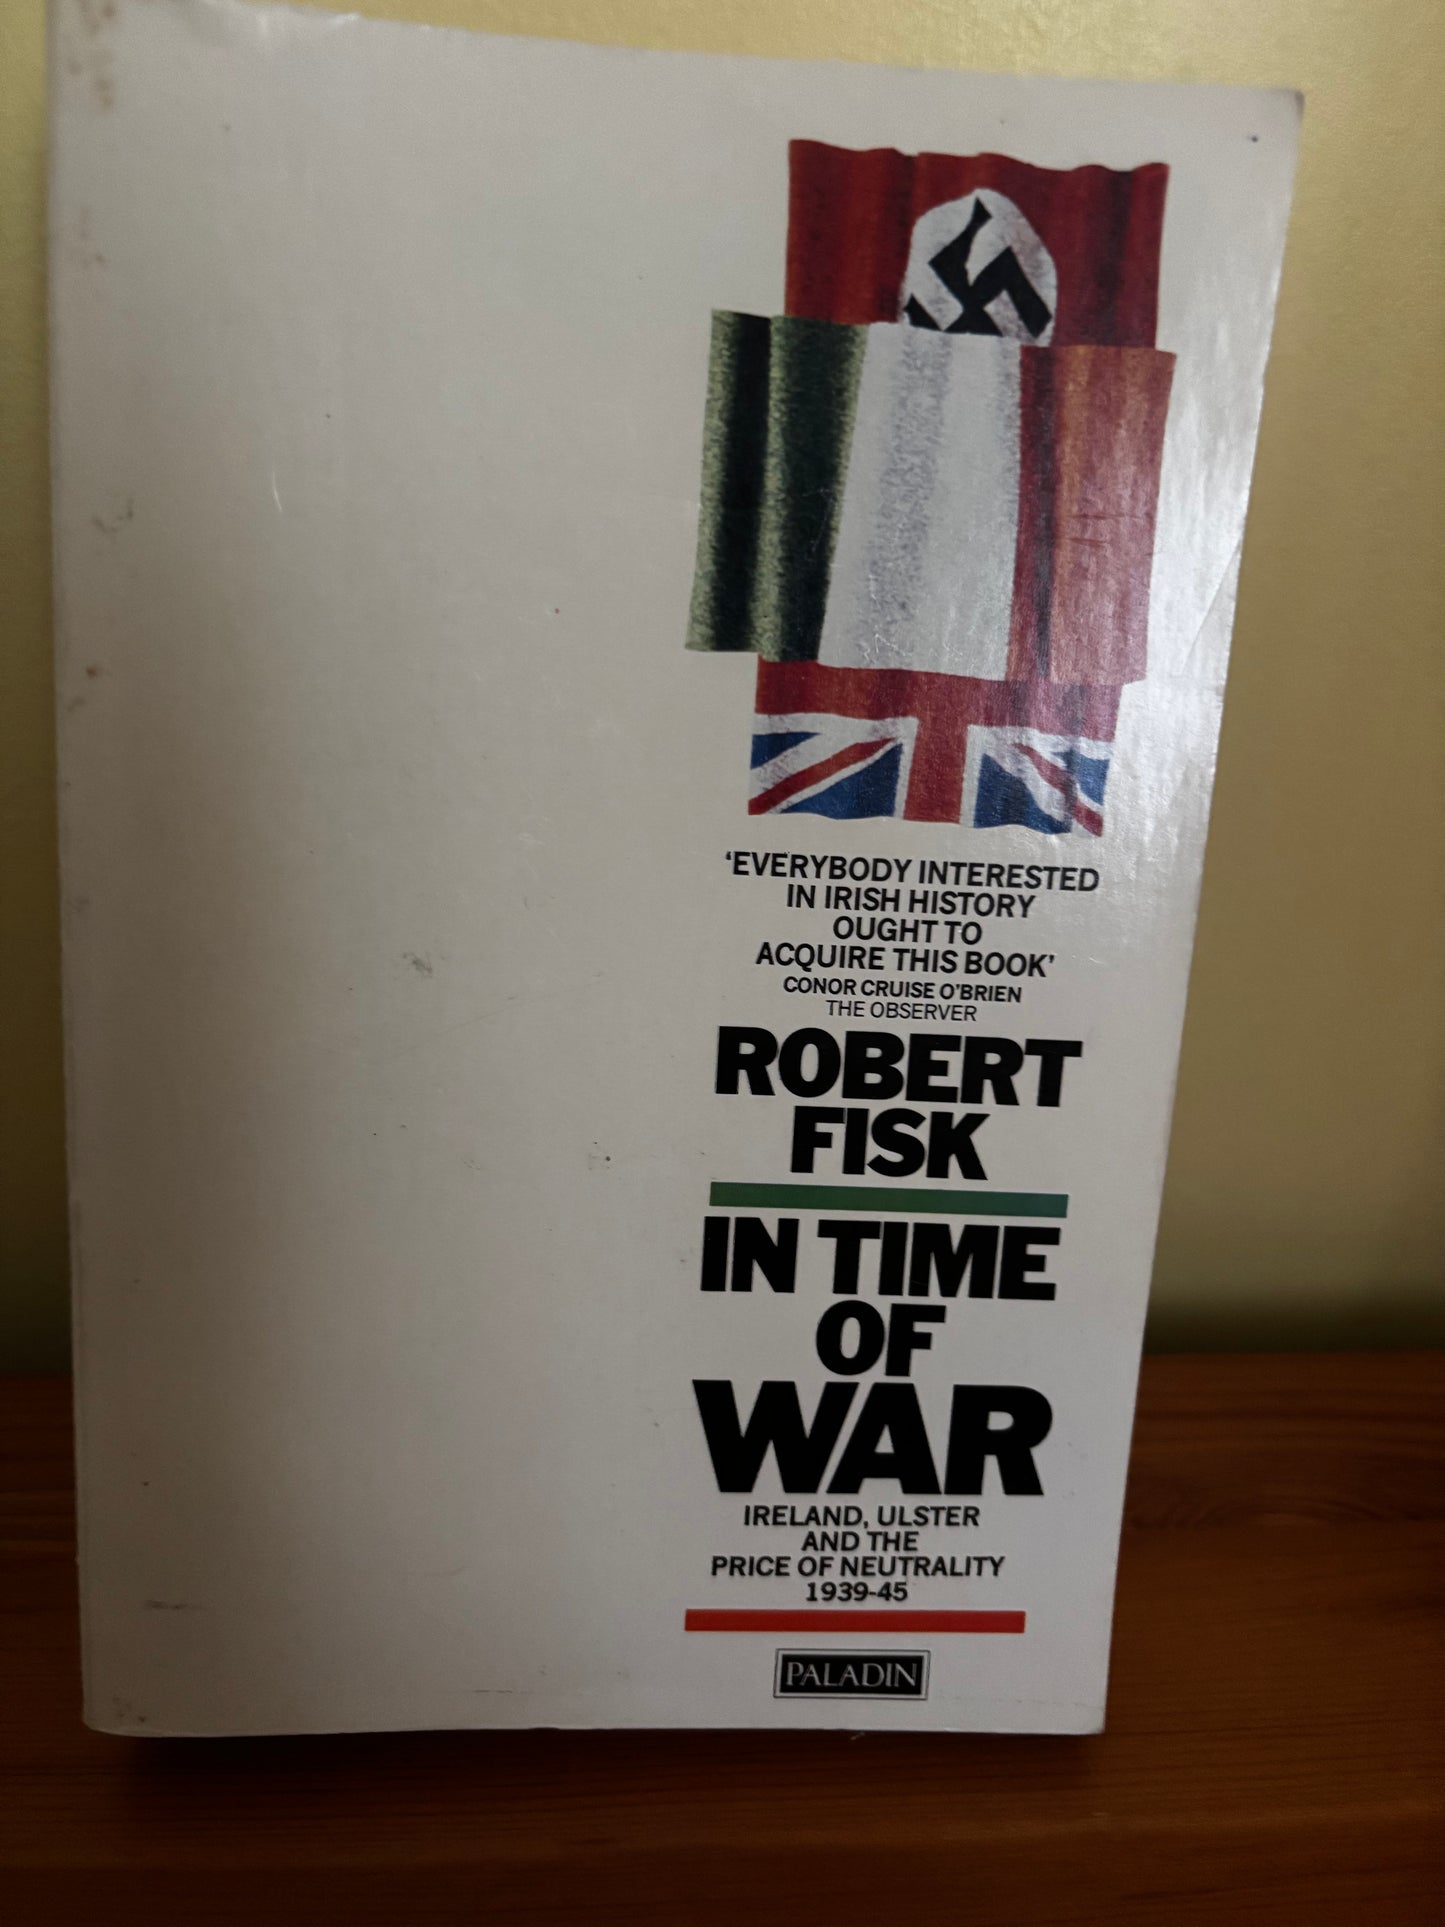 ‘EVERYBODY INTERESTED
IN IRISH HISTORY
OUGHT TO
ACQUIRE THIS BOOK’
CONOR CRUISE O’BRIEN
THE OBSERVER
ROBERT
FISK
IN TIME
OF
WAR
IRELAND, ULSTER
AND THE
PRICE OF NEUTRALITY
1939-45
PALADIN